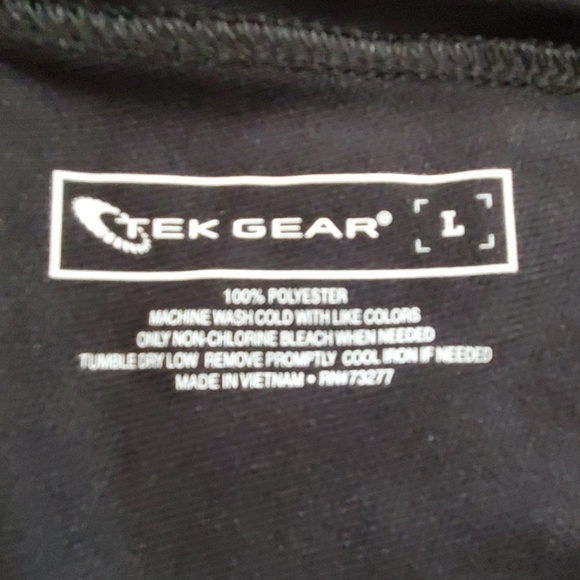 TEK GEAR® L
100% POLYESTER
MACHINE WASH COLD WITH LIKE COLORS
ONLY NON-CHLORINE BLEACH WHEN NEEDED
TUMBLE DRY LOW REMOVE PROMPTLY COOL IRON IF NEEDED
MADE IN VIETNAM • RN#73277